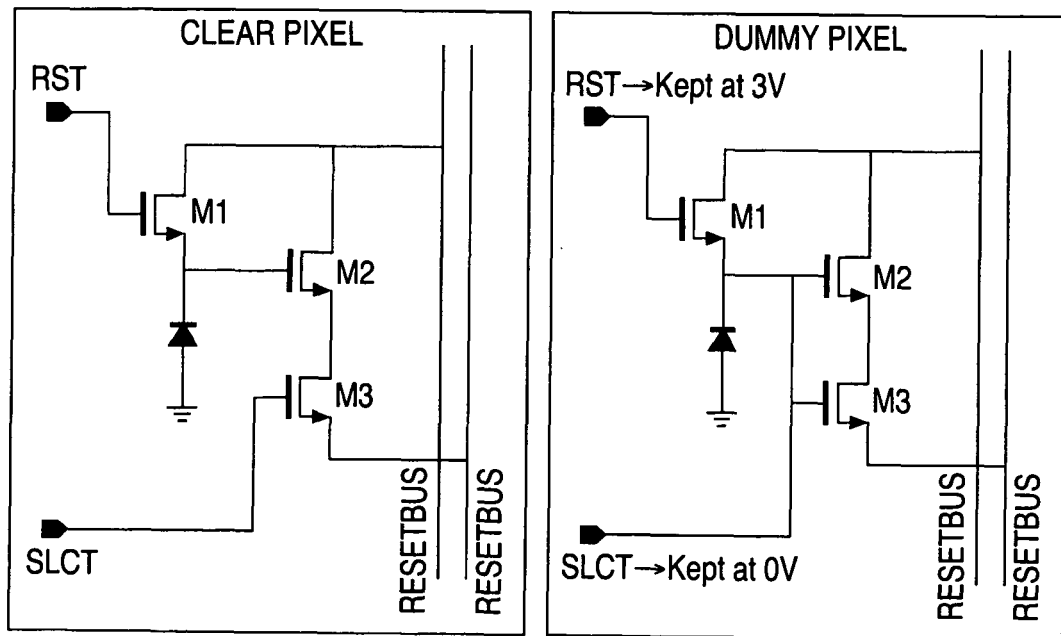 CLEAR PIXEL
RST
M1
M2
M3
SLCT
RESETBUS
RESETBUS
DUMMY PIXEL
RST→Kept at 3V
M1
M2
M3
SLCT→Kept at 0V
RESETBUS
RESETBUS